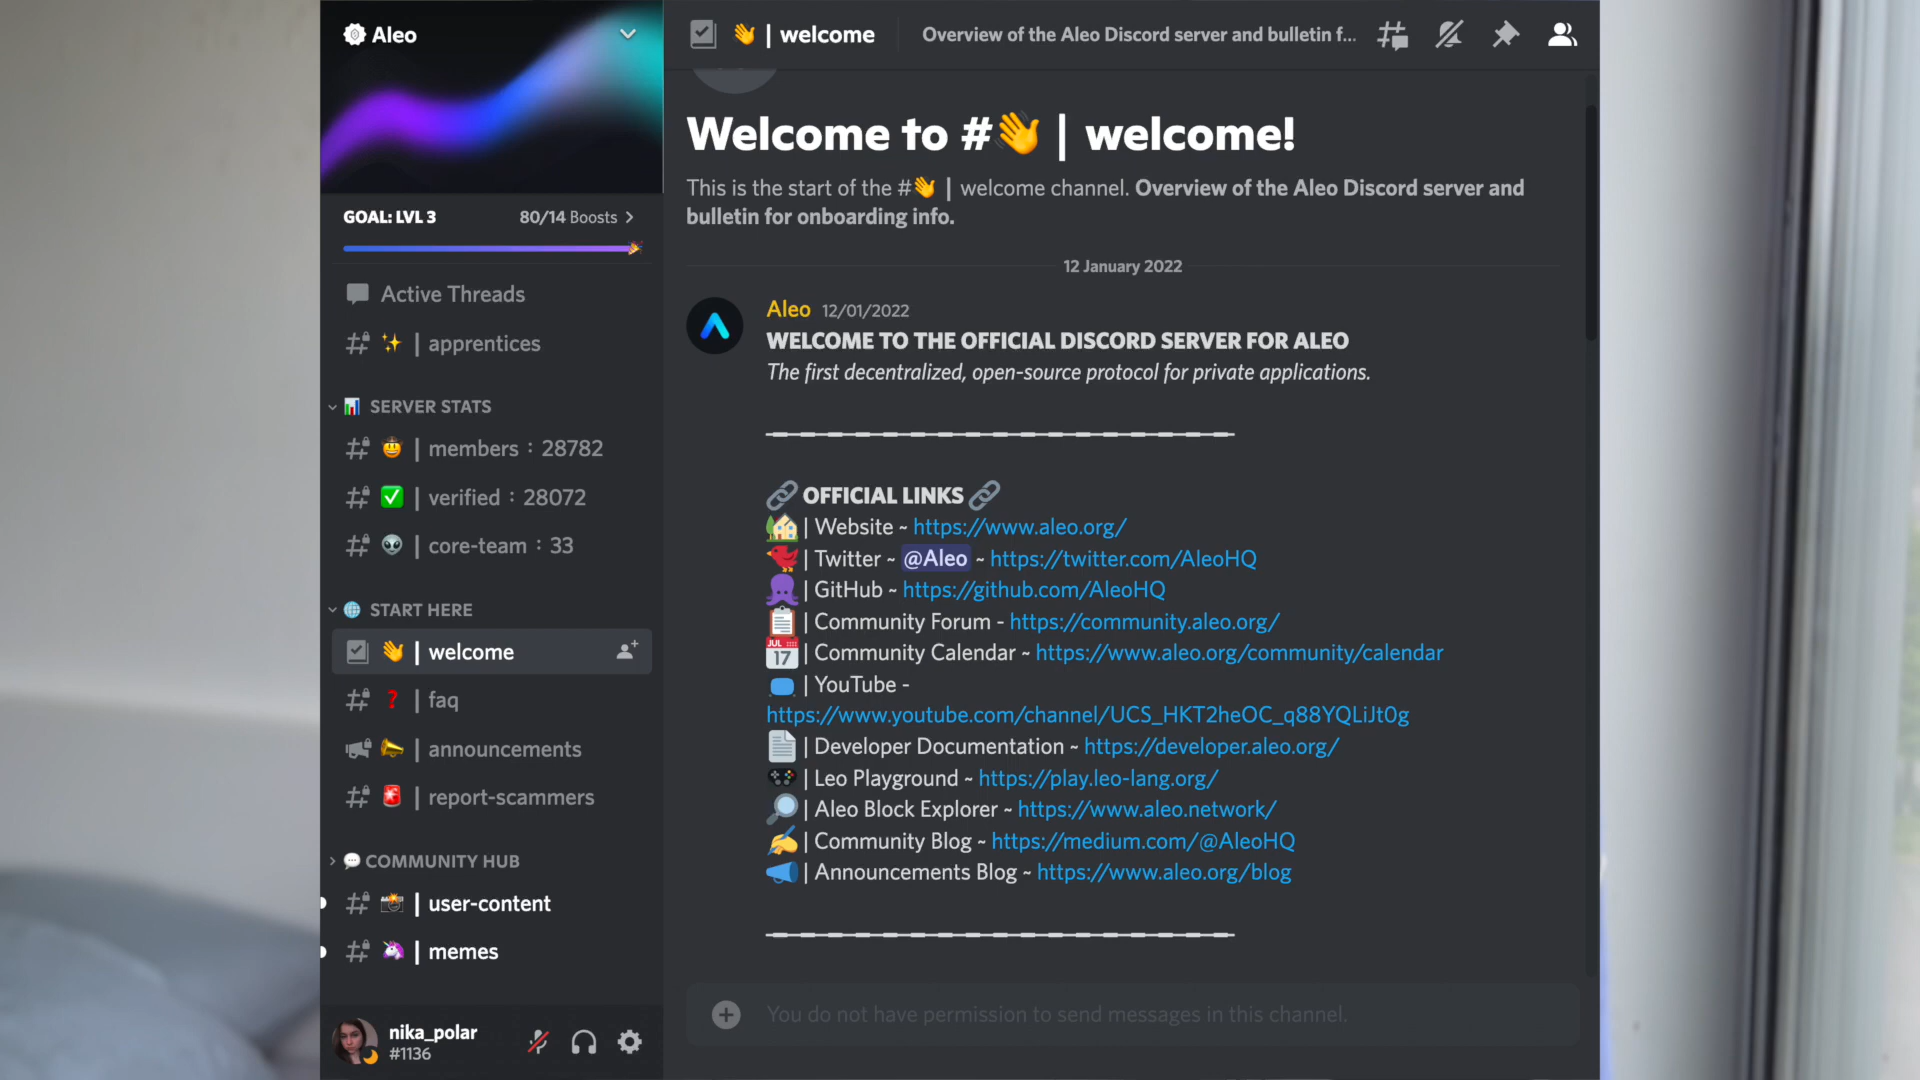 Aleo
GOAL: LVL 3 80/14 Boosts
Active Threads
✨ | apprentices
📊 SERVER STATS
🤠 | members : 28782
✅ | verified : 28072
👽 | core-team : 33
🌐 START HERE
👋 | welcome
❓ | faq
📣 | announcements
🚨 | report-scammers
💬 COMMUNITY HUB
📸 | user-content
🦄 | memes
nika_polar
#1136
👋 | welcome Overview of the Aleo Discord server and bulletin f...
Welcome to #👋 | welcome!
This is the start of the #👋 | welcome channel. Overview of the Aleo Discord server and
bulletin for onboarding info.
12 January 2022
Aleo 12/01/2022
WELCOME TO THE OFFICIAL DISCORD SERVER FOR ALEO
The first decentralized, open-source protocol for private applications.
🔗 OFFICIAL LINKS 🔗
🏡 | Website ~ https://www.aleo.org/
| Twitter ~ @Aleo ~ https://twitter.com/AleoHQ
| GitHub ~ https://github.com/AleoHQ
📋 | Community Forum - https://community.aleo.org/
📅 | Community Calendar ~ https://www.aleo.org/community/calendar
| YouTube -
https://www.youtube.com/channel/UCS_HKT2heOC_q88YQLiJt0g
📄 | Developer Documentation ~ https://developer.aleo.org/
🎮 | Leo Playground ~ https://play.leo-lang.org/
🔎 | Aleo Block Explorer ~ https://www.aleo.network/
✍️ | Community Blog ~ https://medium.com/@AleoHQ
📣 | Announcements Blog ~ https://www.aleo.org/blog
You do not have permission to send messages in this channel.